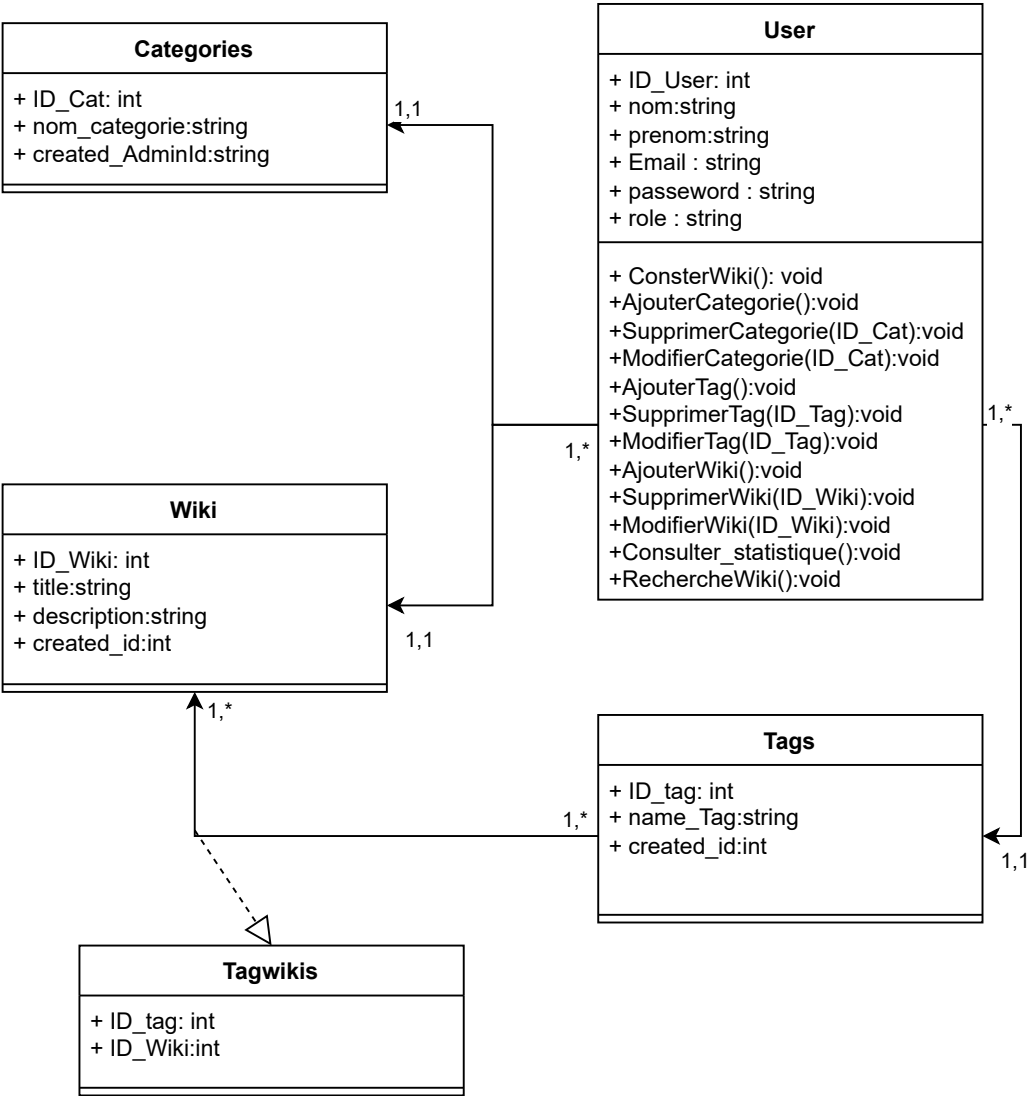 Categories
+ ID_Cat: int
+ nom_categorie:string
+ created_AdminId:string
1,1
User
+ ID_User: int
+ nom:string
+ prenom:string
+ Email : string
+ passeword : string
+ role : string
+ ConsterWiki(): void
+AjouterCategorie():void
+SupprimerCategorie(ID_Cat):void
+ModifierCategorie(ID_Cat):void
+AjouterTag():void
+SupprimerTag(ID_Tag):void
+ModifierTag(ID_Tag):void
+AjouterWiki():void
+SupprimerWiki(ID_Wiki):void
+ModifierWiki(ID_Wiki):void
+Consulter_statistique():void
+RechercheWiki():void
1,*
1,*
Wiki
+ ID_Wiki: int
+ title:string
+ description:string
+ created_id:int
1,1
1,*
Tags
+ ID_tag: int
+ name_Tag:string
+ created_id:int
1,*
1,1
Tagwikis
+ ID_tag: int
+ ID_Wiki:int